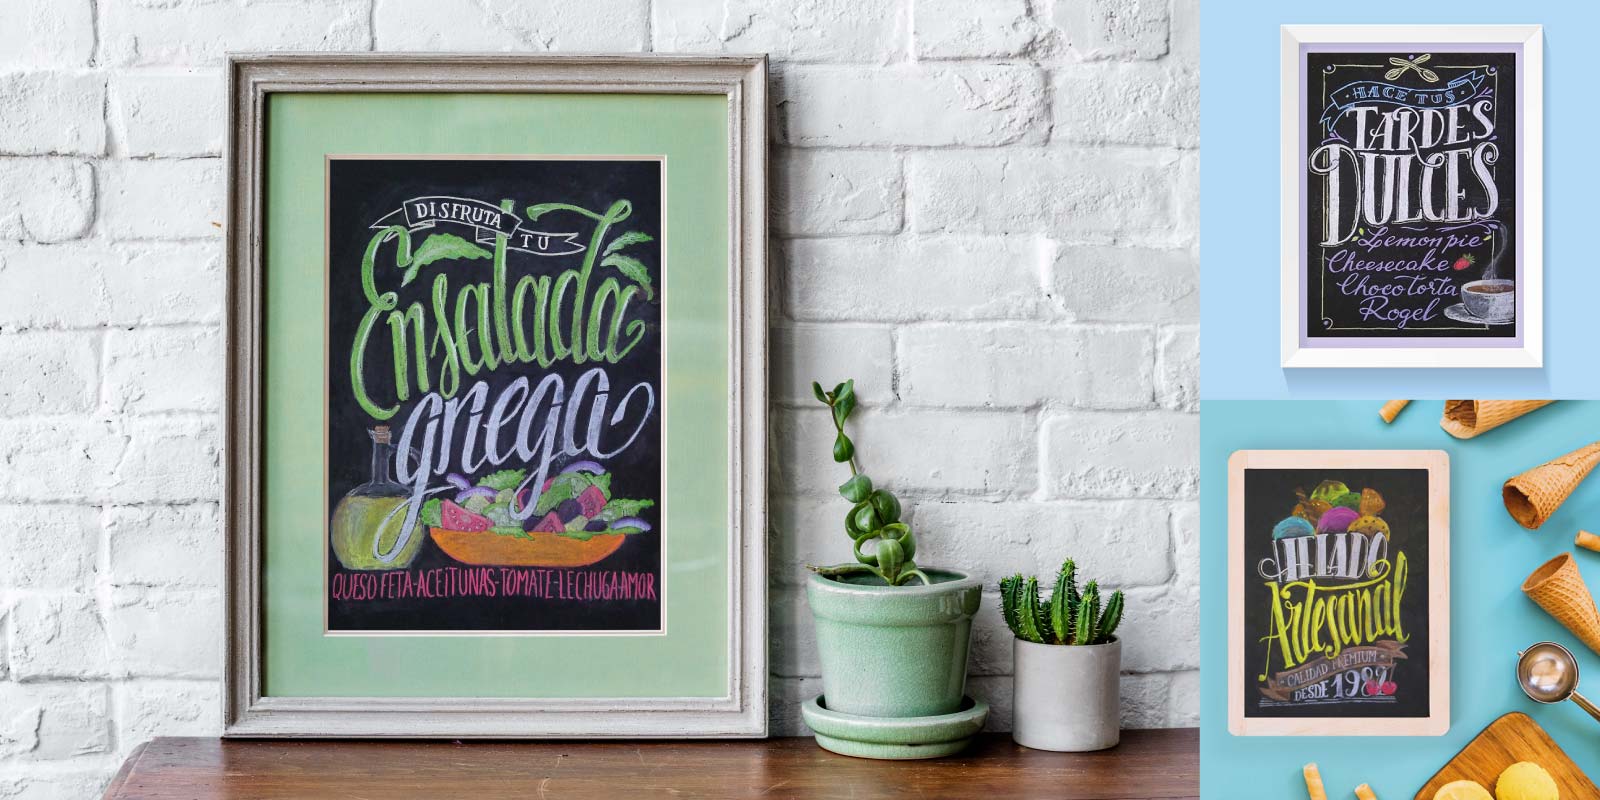 DISFRUTA
TU
Ensalada
griega
QUESO FETA-ACEITUNAS-TOMATE-LECHUGA-AMOR
HACE TUS
TARDES
DULCES
Lemon pie
Cheesecake
Chocotorta
Rogel
HELADO
Artesanal
CALIDAD PREMIUM
DESDE 1982